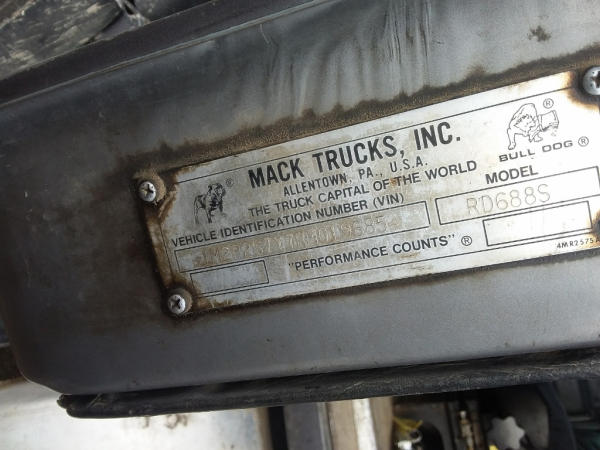 MACK TRUCKS, INC.
ALLENTOWN, PA., U.S.A.
THE TRUCK CAPITAL OF THE WORLD
BULL DOG ®
VEHICLE IDENTIFICATION NUMBER (VIN)
MODEL
RD688S
"PERFORMANCE COUNTS" ®
4MR2575A